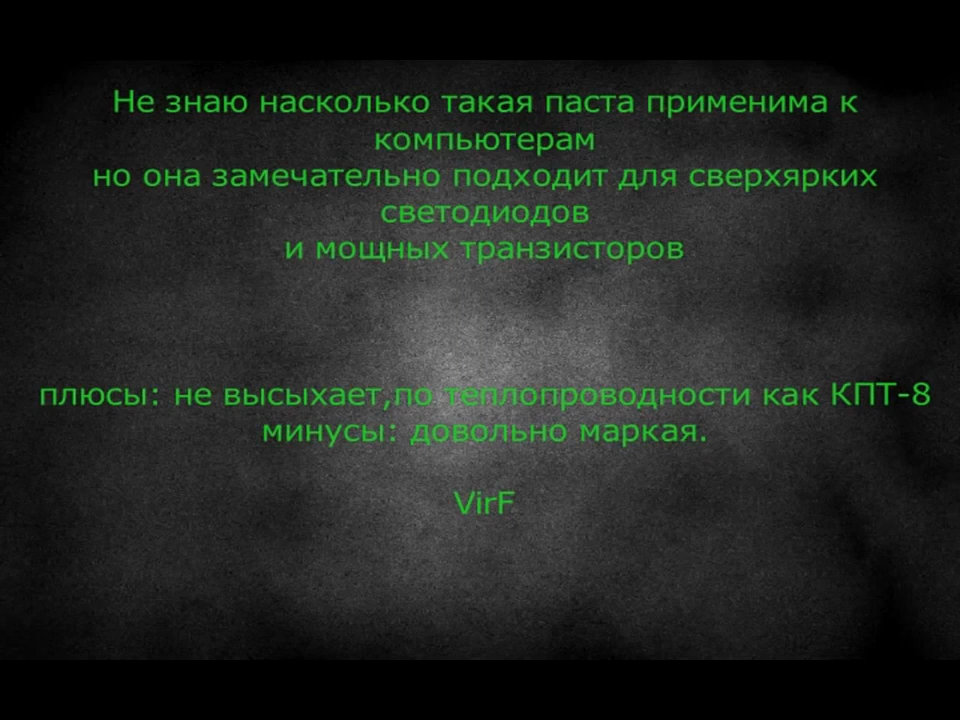 Не знаю насколько такая паста применима к
компьютерам
но она замечательно подходит для сверхярких
светодиодов
и мощных транзисторов
плюсы: не высыхает,по теплопроводности как КПТ-8
минусы: довольно маркая.
VirF